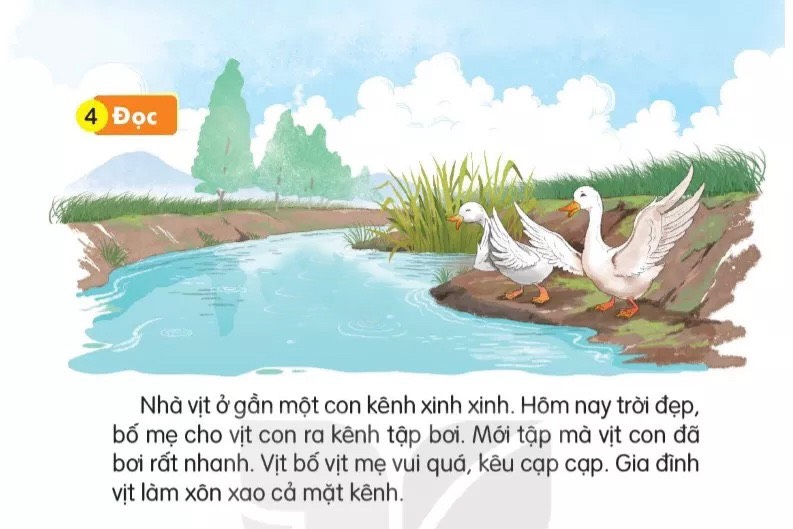 4 Đọc
Nhà vịt ở gần một con kênh xinh xinh. Hôm nay trời đẹp,
bố mẹ cho vịt con ra kênh tập bơi. Mới tập mà vịt con đã
bơi rất nhanh. Vịt bố vịt mẹ vui quá, kêu cạp cạp. Gia đình
vịt làm xôn xao cả mặt kênh.